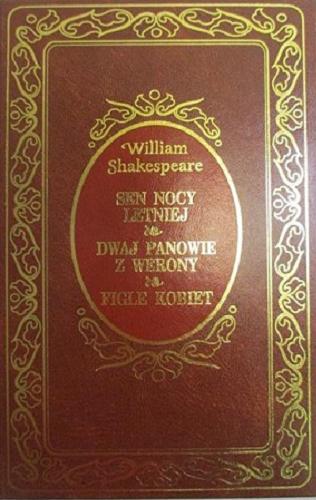 William
Shakespeare
SEN NOCY
LETNIEJ
DWAJ PANOWIE
Z WERONY
FIGLE KOBIET